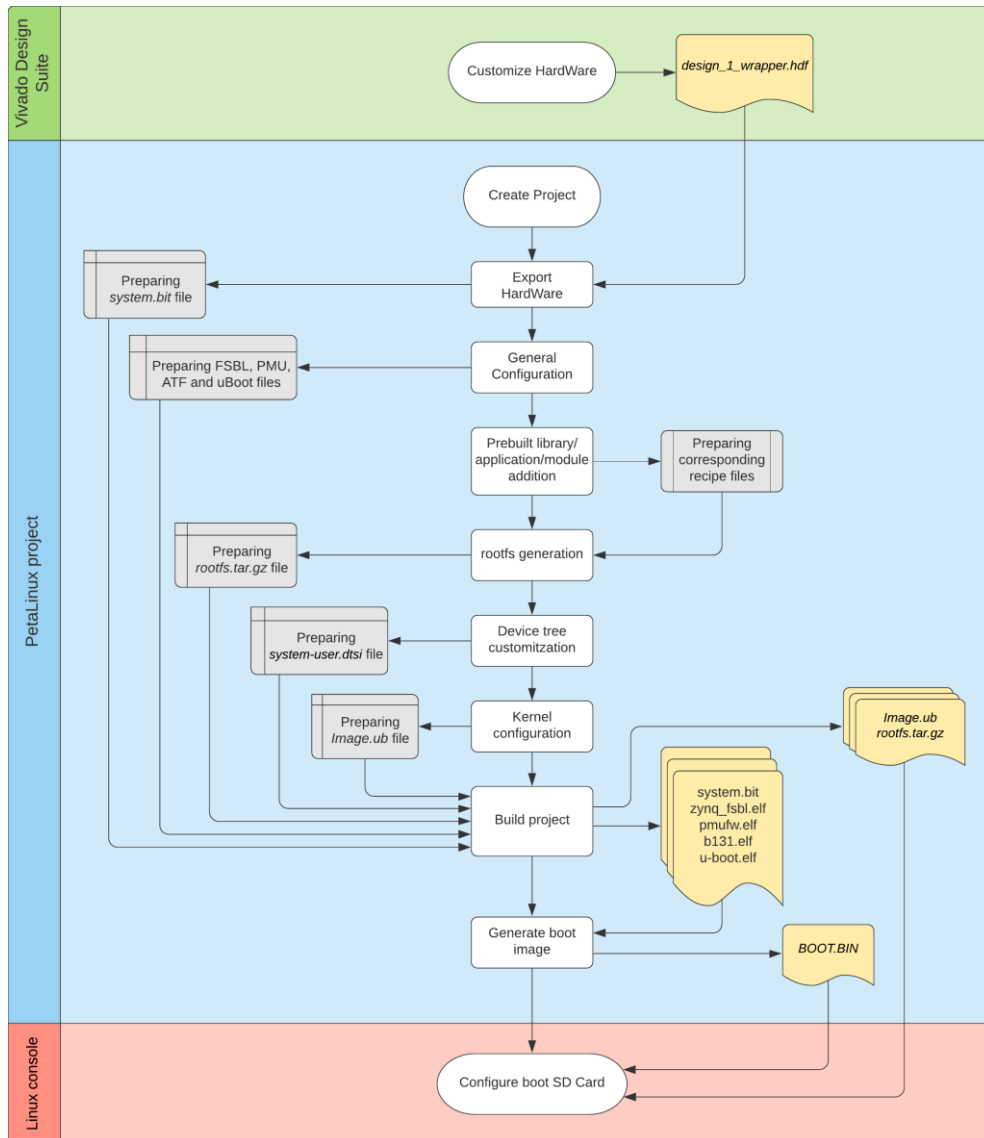 Vivado Design
Suite
Customize HardWare
design_1_wrapper.hdf
PetaLinux project
Create Project
Export
HardWare
Preparing
system.bit file
General
Configuration
Preparing FSBL, PMU,
ATF and uBoot files
Prebuilt library/
application/module
addition
Preparing
corresponding
recipe files
rootfs generation
Preparing
rootfs.tar.gz file
Device tree
customitzation
Preparing
system-user.dtsi file
Kernel
configuration
Preparing
Image.ub file
Image.ub
rootfs.tar.gz
Build project
system.bit
zynq_fsbl.elf
pmufw.elf
b131.elf
u-boot.elf
Generate boot
image
BOOT.BIN
Linux console
Configure boot SD Card